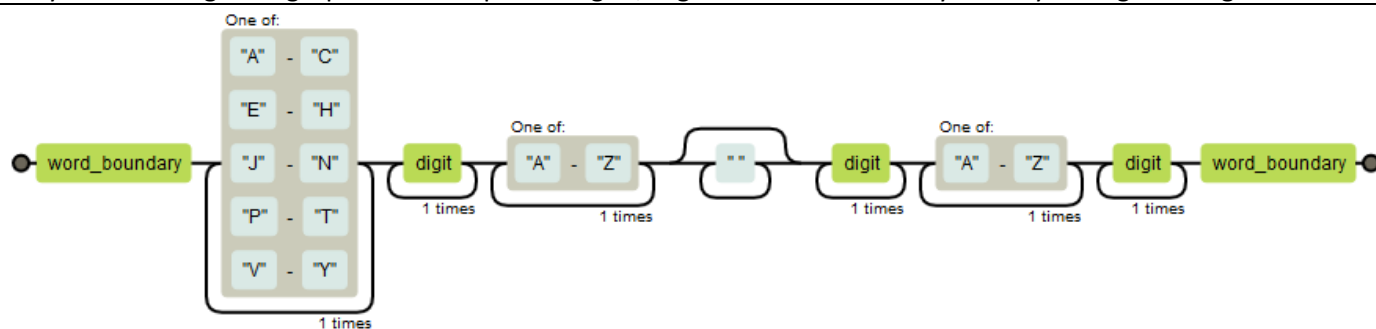 One of:
"A" - "C"
"E" - "H"
"J" - "N"
"P" - "T"
"V" - "Y"
1 times
word_boundary
digit
1 times
One of:
"A" - "Z"
1 times
" "
digit
1 times
One of:
"A" - "Z"
1 times
digit
1 times
word_boundary